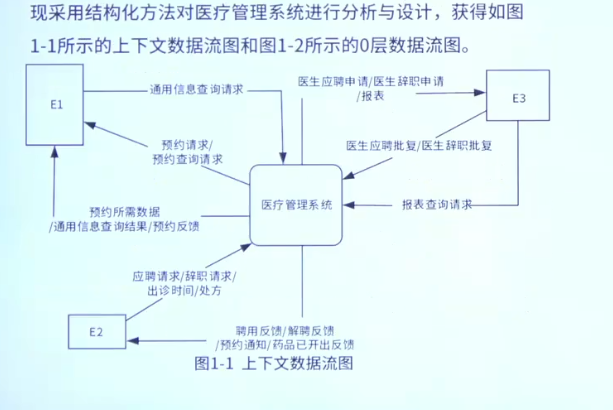 现采用结构化方法对医疗管理系统进行分析与设计，获得如图
1-1所示的上下文数据流图和图1-2所示的0层数据流图。
E1
通用信息查询请求
医生应聘申请/医生辞职申请
/报表
E3
预约请求/
预约查询请求
医生应聘批复/医生辞职批复
医疗管理系统
报表查询请求
预约所需数据
/通用信息查询结果/预约反馈
应聘请求/辞职请求/
出诊时间/处方
E2
聘用反馈/解聘反馈
/预约通知/药品已开出反馈
图1-1 上下文数据流图